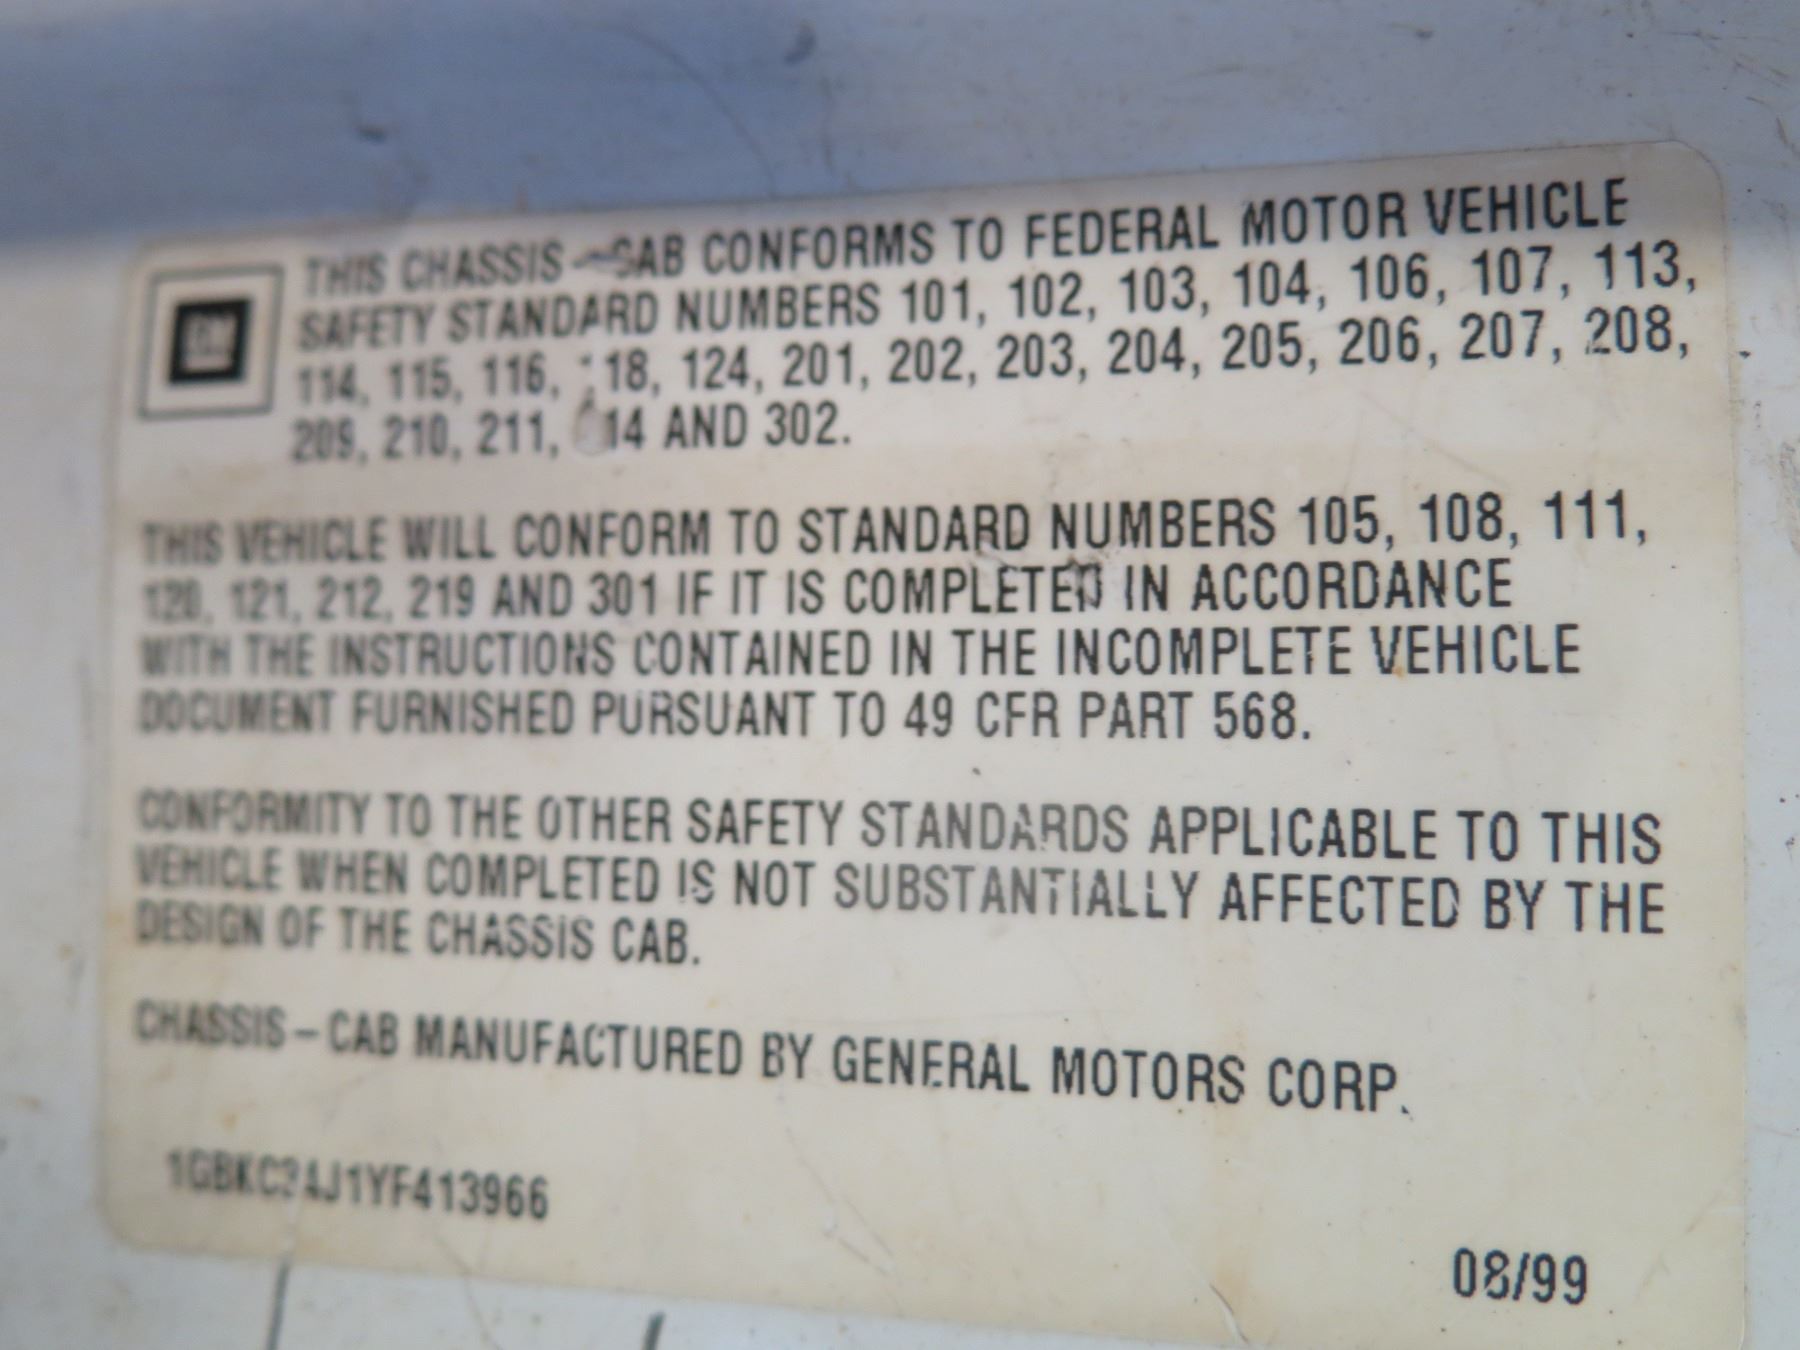 GM
THIS CHASSIS-CAB CONFORMS TO FEDERAL MOTOR VEHICLE
SAFETY STANDARD NUMBERS 101, 102, 103, 104, 106, 107, 113,
114, 115, 116, 118, 124, 201, 202, 203, 204, 205, 206, 207, 208,
209, 210, 211, 14 AND 302.
THIS VEHICLE WILL CONFORM TO STANDARD NUMBERS 105, 108, 111,
120, 121, 212, 219 AND 301 IF IT IS COMPLETED IN ACCORDANCE
WITH THE INSTRUCTIONS CONTAINED IN THE INCOMPLETE VEHICLE
DOCUMENT FURNISHED PURSUANT TO 49 CFR PART 568.
CONFORMITY TO THE OTHER SAFETY STANDARDS APPLICABLE TO THIS
VEHICLE WHEN COMPLETED IS NOT SUBSTANTIALLY AFFECTED BY THE
DESIGN OF THE CHASSIS CAB.
CHASSIS-CAB MANUFACTURED BY GENERAL MOTORS CORP.
1GBKC34J1YF413966
08/99